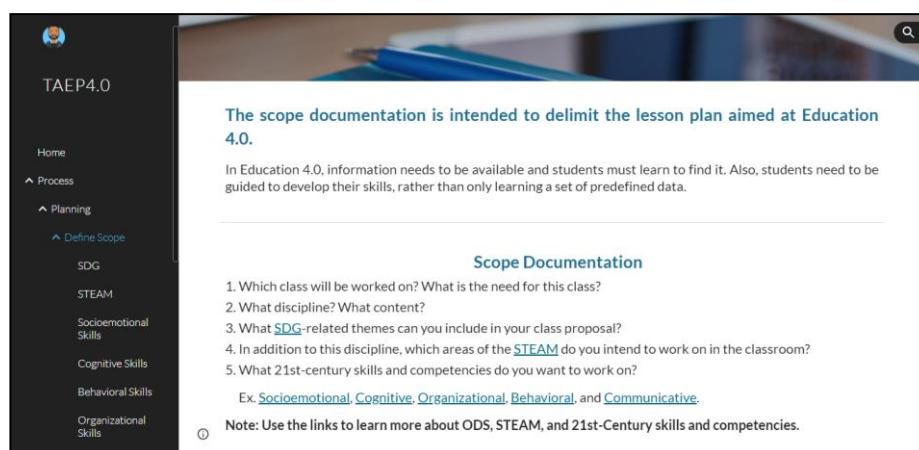 TAEP4.0
Home
Process
Planning
Define Scope
SDG
STEAM
Socioemotional
Skills
Cognitive Skills
Behavioral Skills
Organizational
Skills
The scope documentation is intended to delimit the lesson plan aimed at Education
4.0.
In Education 4.0, information needs to be available and students must learn to find it. Also, students need to be
guided to develop their skills, rather than only learning a set of predefined data.
Scope Documentation
1. Which class will be worked on? What is the need for this class?
2. What discipline? What content?
3. What SDG-related themes can you include in your class proposal?
4. In addition to this discipline, which areas of the STEAM do you intend to work on in the classroom?
5. What 21st-century skills and competencies do you want to work on?
Ex. Socioemotional, Cognitive, Organizational, Behavioral, and Communicative.
Note: Use the links to learn more about ODS, STEAM, and 21st-Century skills and competencies.